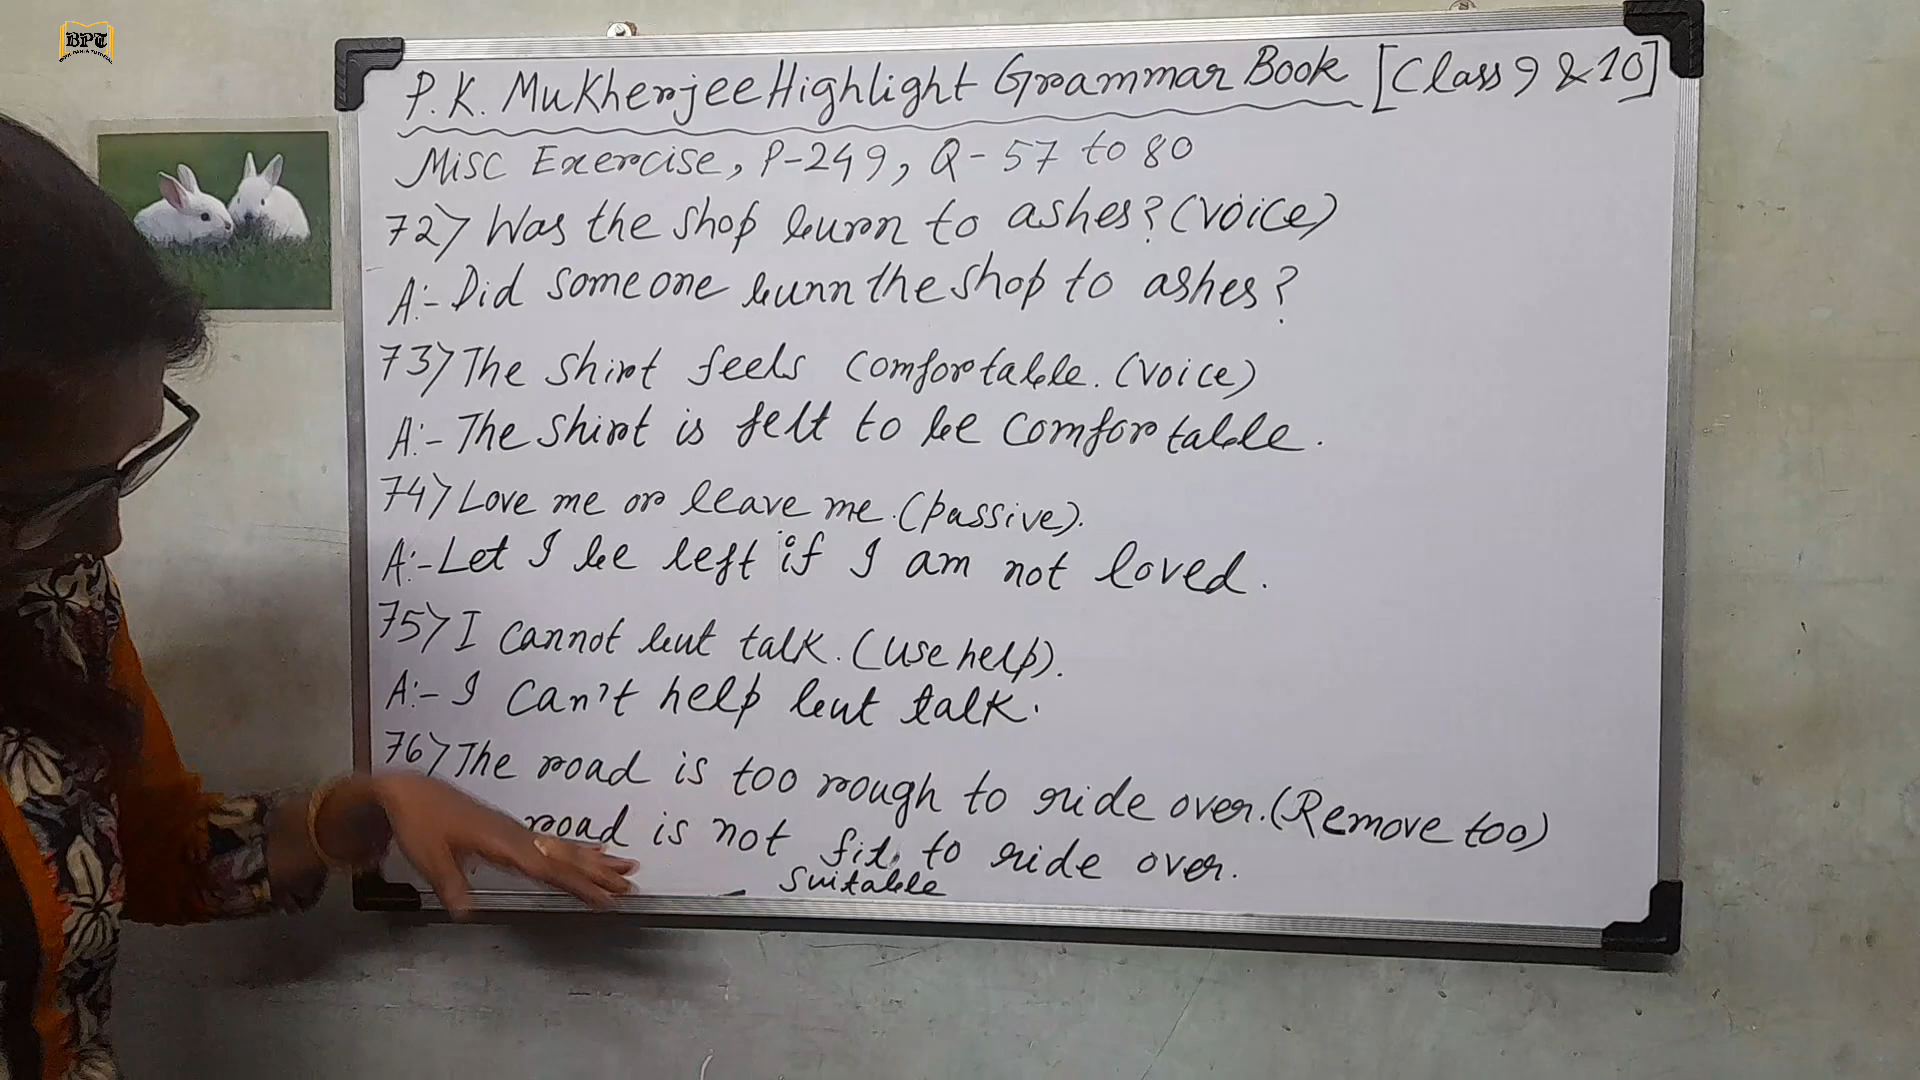 BPT
P.K. Mukherjee Highlight Grammar Book [Class 9 & 10]
Misc Exercise, P-249, Q-57 to 80
72) Was the shop burn to ashes? (voice)
A:- Did someone burn the shop to ashes?
73) The shirt feels comfortable. (voice)
A:- The shirt is felt to be comfortable.
74) Love me or leave me. (passive).
A:- Let I be left if I am not loved.
75) I cannot but talk. (use help).
A:- I can't help but talk.
76) The road is too rough to ride over. (Remove too)
road is not fit to ride over.
suitable